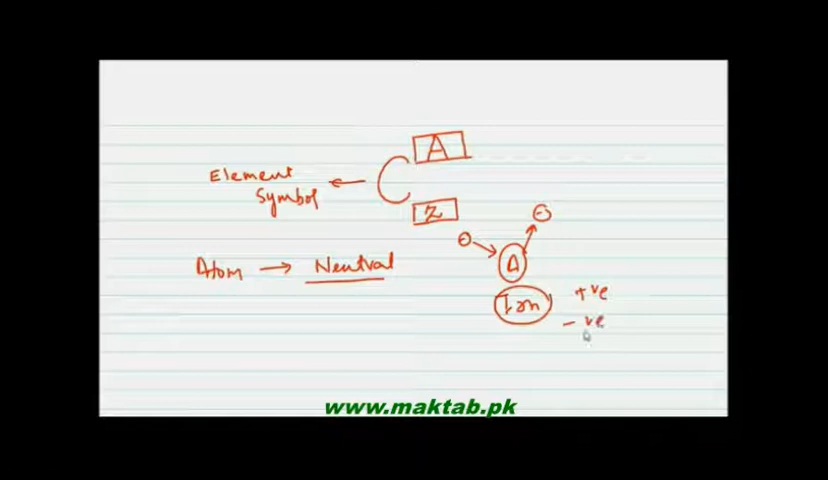 A
C
Element
Symbol
Z
Atom → Neutral
A
Ion
+ve
-ve
www.maktab.pk